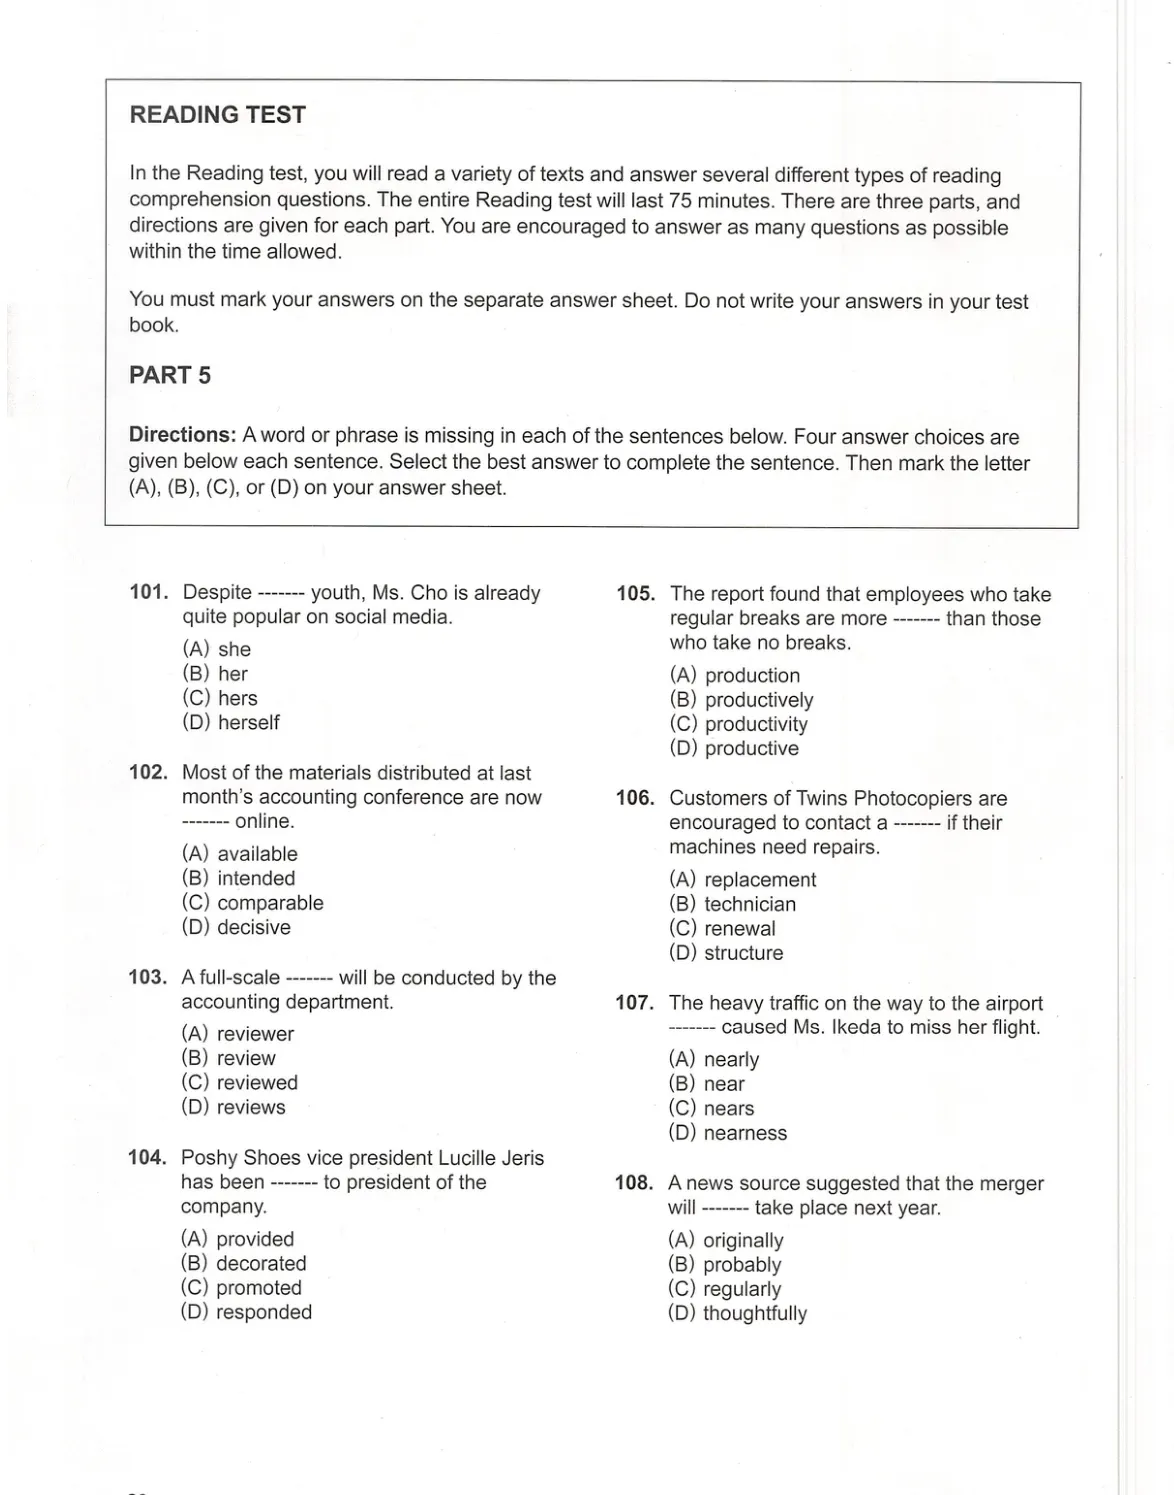 READING TEST
In the Reading test, you will read a variety of texts and answer several different types of reading
comprehension questions. The entire Reading test will last 75 minutes. There are three parts, and
directions are given for each part. You are encouraged to answer as many questions as possible
within the time allowed.
You must mark your answers on the separate answer sheet. Do not write your answers in your test
book.
PART 5
Directions: A word or phrase is missing in each of the sentences below. Four answer choices are
given below each sentence. Select the best answer to complete the sentence. Then mark the letter
(A), (B), (C), or (D) on your answer sheet.
101. Despite ------- youth, Ms. Cho is already
quite popular on social media.
(A) she
(B) her
(C) hers
(D) herself
102. Most of the materials distributed at last
month's accounting conference are now
------- online.
(A) available
(B) intended
(C) comparable
(D) decisive
103. A full-scale ------- will be conducted by the
accounting department.
(A) reviewer
(B) review
(C) reviewed
(D) reviews
104. Poshy Shoes vice president Lucille Jeris
has been ------- to president of the
company.
(A) provided
(B) decorated
(C) promoted
(D) responded
105. The report found that employees who take
regular breaks are more ------- than those
who take no breaks.
(A) production
(B) productively
(C) productivity
(D) productive
106. Customers of Twins Photocopiers are
encouraged to contact a ------- if their
machines need repairs.
(A) replacement
(B) technician
(C) renewal
(D) structure
107. The heavy traffic on the way to the airport
------- caused Ms. Ikeda to miss her flight.
(A) nearly
(B) near
(C) nears
(D) nearness
108. A news source suggested that the merger
will ------- take place next year.
(A) originally
(B) probably
(C) regularly
(D) thoughtfully